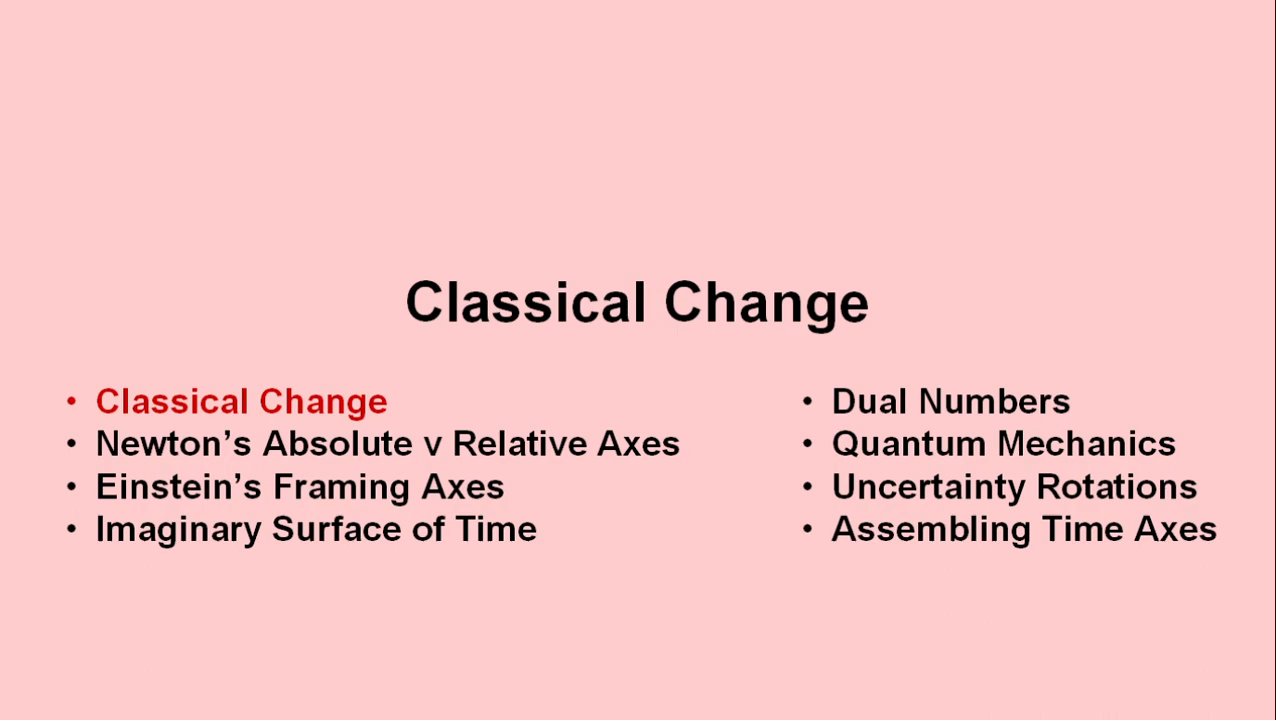 Classical Change
• Classical Change
• Newton’s Absolute v Relative Axes
• Einstein’s Framing Axes
• Imaginary Surface of Time
• Dual Numbers
• Quantum Mechanics
• Uncertainty Rotations
• Assembling Time Axes